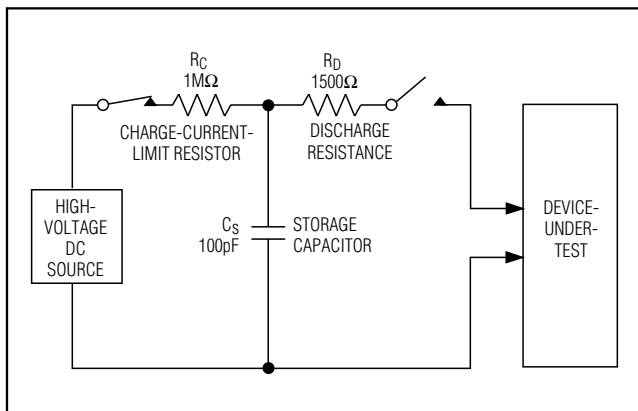 R_C
1MΩ
CHARGE-CURRENT-
LIMIT RESISTOR
R_D
1500Ω
DISCHARGE
RESISTANCE
HIGH-
VOLTAGE
DC
SOURCE
C_S
100pF
STORAGE
CAPACITOR
DEVICE-
UNDER-
TEST